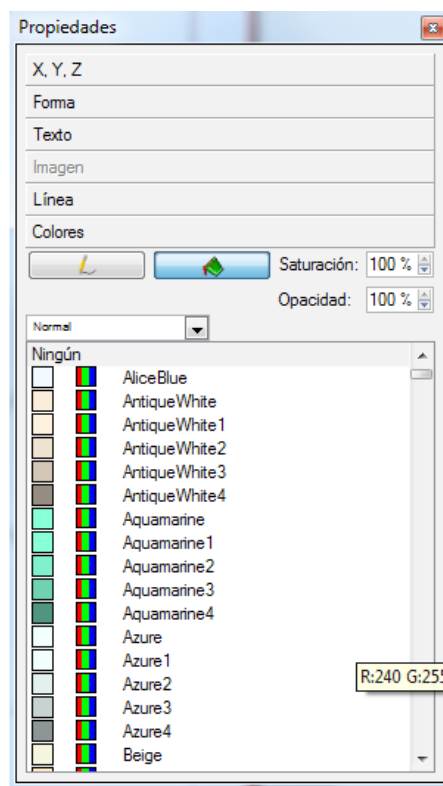 Propiedades
X, Y, Z
Forma
Texto
Imagen
Línea
Colores
Saturación: 100 %
Opacidad: 100 %
Normal
Ningún
AliceBlue
AntiqueWhite
AntiqueWhite1
AntiqueWhite2
AntiqueWhite3
AntiqueWhite4
Aquamarine
Aquamarine1
Aquamarine2
Aquamarine3
Aquamarine4
Azure
Azure1
Azure2
R:240 G:255
Azure3
Azure4
Beige